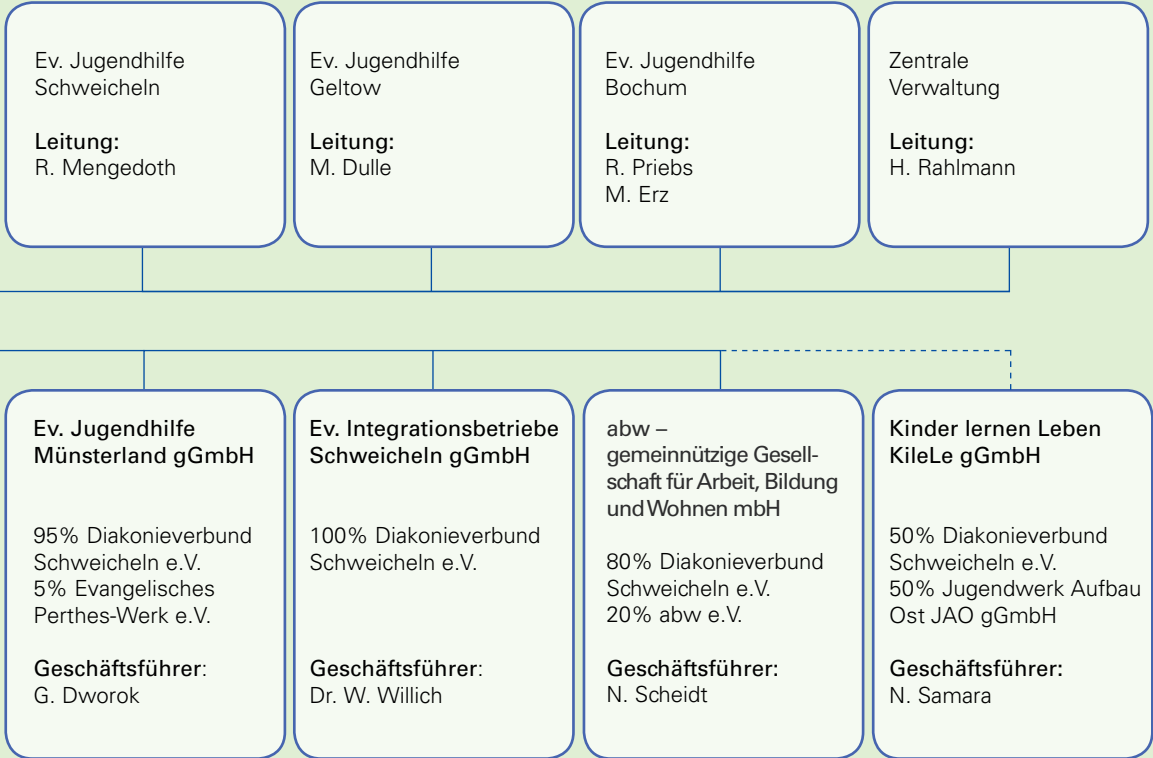 Ev. Jugendhilfe
Schweicheln
Leitung:
R. Mengedoth
Ev. Jugendhilfe
Geltow
Leitung:
M. Dulle
Ev. Jugendhilfe
Bochum
Leitung:
R. Priebs
M. Erz
Zentrale
Verwaltung
Leitung:
H. Rahlmann
Ev. Jugendhilfe
Münsterland gGmbH
95% Diakonieverbund
Schweicheln e.V.
5% Evangelisches
Perthes-Werk e.V.
Geschäftsführer:
G. Dworok
Ev. Integrationsbetriebe
Schweicheln gGmbH
100% Diakonieverbund
Schweicheln e.V.
Geschäftsführer:
Dr. W. Willich
abw –
gemeinnützige Gesell-
schaft für Arbeit, Bildung
und Wohnen mbH
80% Diakonieverbund
Schweicheln e.V.
20% abw e.V.
Geschäftsführer:
N. Scheidt
Kinder lernen Leben
KileLe gGmbH
50% Diakonieverbund
Schweicheln e.V.
50% Jugendwerk Aufbau
Ost JAO gGmbH
Geschäftsführer:
N. Samara